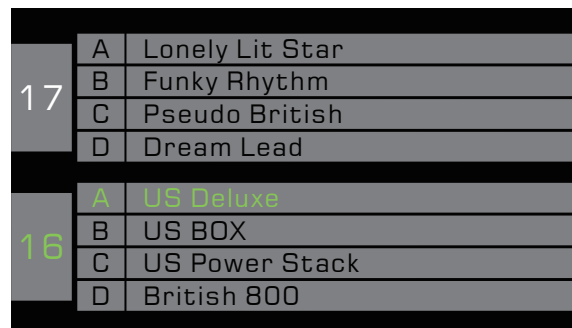 17
A Lonely Lit Star
B Funky Rhythm
C Pseudo British
D Dream Lead
16
A US Deluxe
B US BOX
C US Power Stack
D British 800